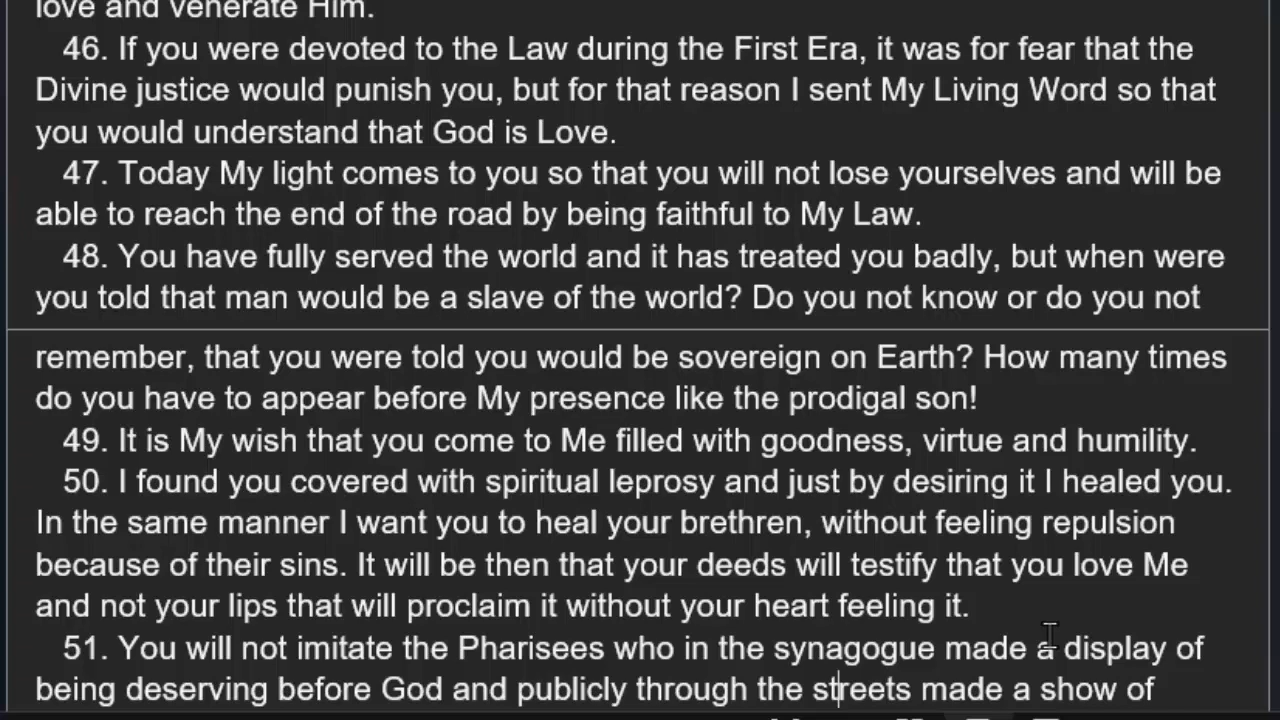 love and venerate Him.
46. If you were devoted to the Law during the First Era, it was for fear that the
Divine justice would punish you, but for that reason I sent My Living Word so that
you would understand that God is Love.
47. Today My light comes to you so that you will not lose yourselves and will be
able to reach the end of the road by being faithful to My Law.
48. You have fully served the world and it has treated you badly, but when were
you told that man would be a slave of the world? Do you not know or do you not
remember, that you were told you would be sovereign on Earth? How many times
do you have to appear before My presence like the prodigal son!
49. It is My wish that you come to Me filled with goodness, virtue and humility.
50. I found you covered with spiritual leprosy and just by desiring it I healed you.
In the same manner I want you to heal your brethren, without feeling repulsion
because of their sins. It will be then that your deeds will testify that you love Me
and not your lips that will proclaim it without your heart feeling it.
51. You will not imitate the Pharisees who in the synagogue made a display of
being deserving before God and publicly through the streets made a show of